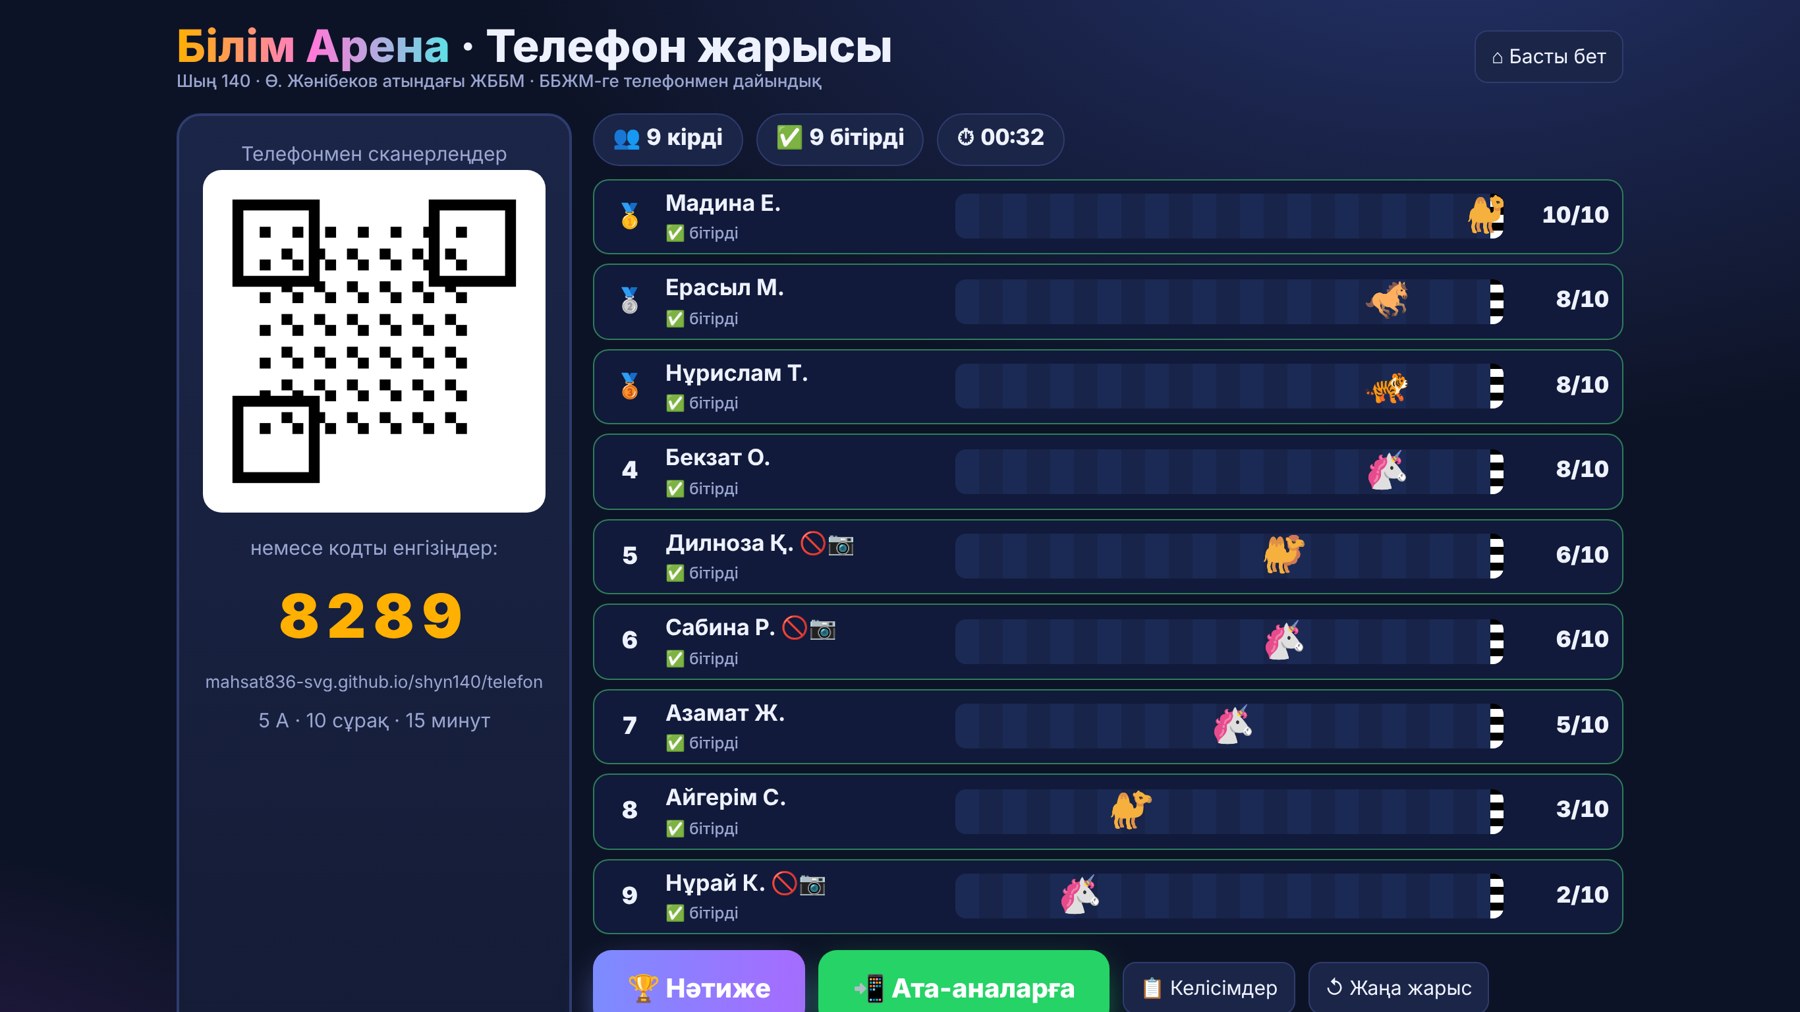 Білім Арена · Телефон жарысы
Шың 140 · Ө. Жәнібеков атындағы ЖББМ · ББЖМ-ге телефонмен дайындық
⌂ Басты бет
Телефонмен сканерлеңдер
немесе кодты енгізіңдер:
8289
mahsat836-svg.github.io/shyn140/telefon
5 А · 10 сұрақ · 15 минут
👥 9 кірді
✅ 9 бітірді
⏱ 00:32
🥇 Мадина Е. 10/10
✅ бітірді
🥈 Ерасыл М. 8/10
✅ бітірді
🥉 Нұрислам Т. 8/10
✅ бітірді
4 Бекзат О. 8/10
✅ бітірді
5 Дилноза Қ. 🚫📷 6/10
✅ бітірді
6 Сабина Р. 🚫📷 6/10
✅ бітірді
7 Азамат Ж. 5/10
✅ бітірді
8 Айгерім С. 3/10
✅ бітірді
9 Нұрай К. 🚫📷 2/10
✅ бітірді
🏆 Нәтиже
📲 Ата-аналарға
📋 Келісімдер
↺ Жаңа жарыс